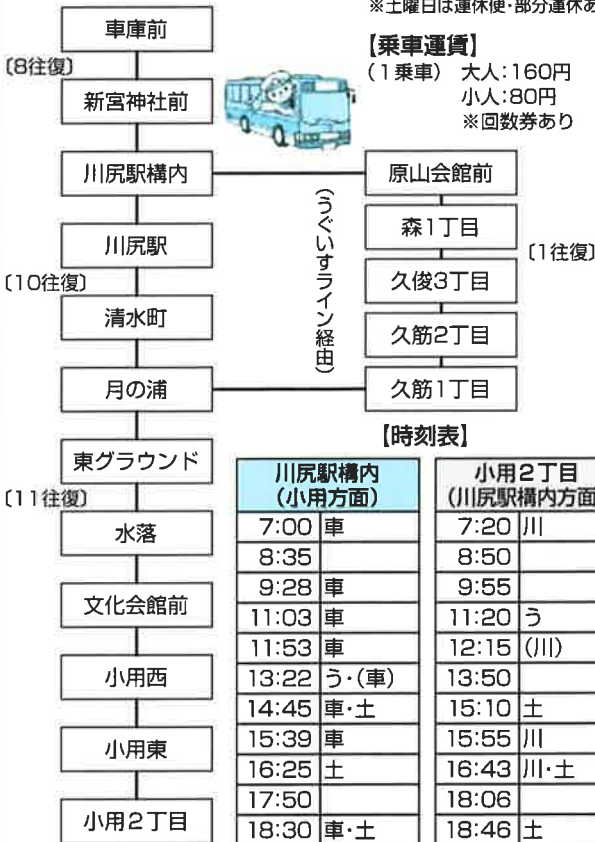 ※土曜日は運休便・部分運休あ
【乗車運賃】
(1乗車) 大人:160円
小人:80円
※回数券あり
車庫前
〔8往復〕
新宮神社前
川尻駅構内
川尻駅
〔10往復〕
清水町
月の浦
東グラウンド
〔11往復〕
水落
文化会館前
小用西
小用東
小用2丁目
(うぐいすライン経由)
原山会館前
森1丁目
〔1往復〕
久俊3丁目
久筋2丁目
久筋1丁目
【時刻表】
川尻駅構内
(小用方面)
7:00 車
8:35
9:28 車
11:03 車
11:53 車
13:22 う・(車)
14:45 車・土
15:39 車
16:25 土
17:50
18:30 車・土
小用2丁目
(川尻駅構内方面
7:20 川
8:50
9:55
11:20 う
12:15 (川)
13:50
15:10 土
15:55 川
16:43 川・土
18:06
18:46 土